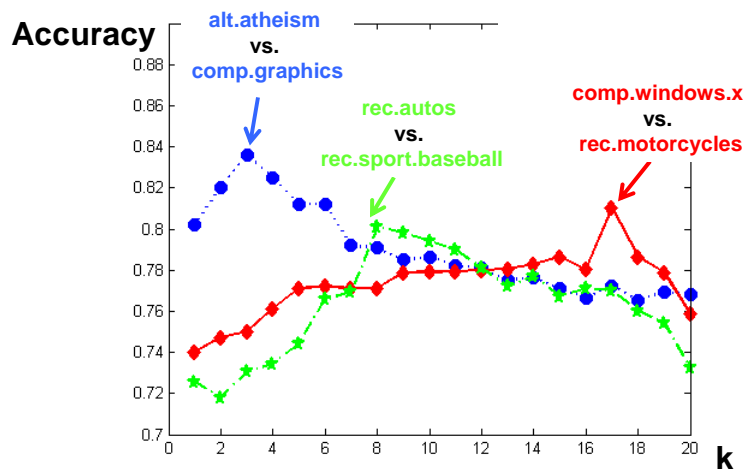 Accuracy
alt.atheism
vs.
comp.graphics
rec.autos
vs.
rec.sport.baseball
comp.windows.x
vs.
rec.motorcycles
0.88
0.86
0.84
0.82
0.8
0.78
0.76
0.74
0.72
0.7
0 2 4 6 8 10 12 14 16 18 20
k